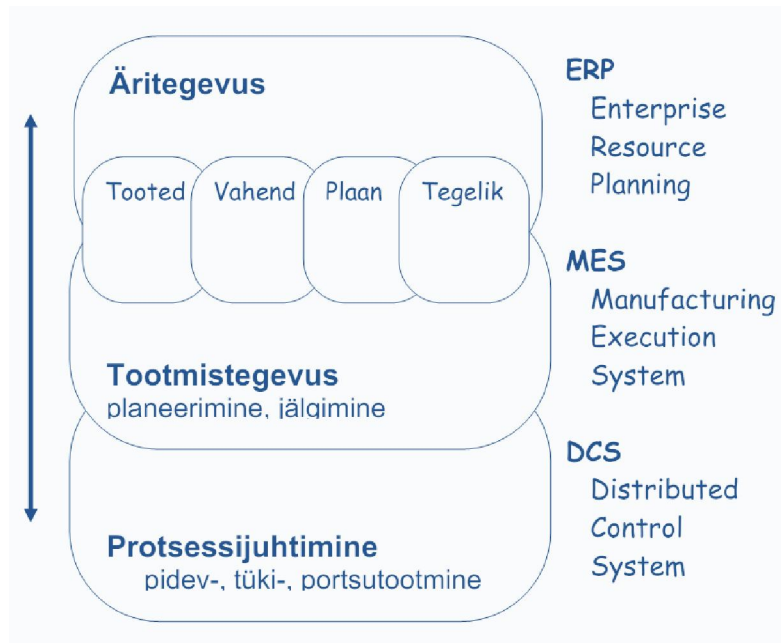 Äritegevus
Tooted
Vahend
Plaan
Tegelik
Tootmistegevus
planeerimine, jälgimine
Protsessijuhtimine
pidev-, tüki-, portsutootmine
ERP
Enterprise
Resource
Planning
MES
Manufacturing
Execution
System
DCS
Distributed
Control
System